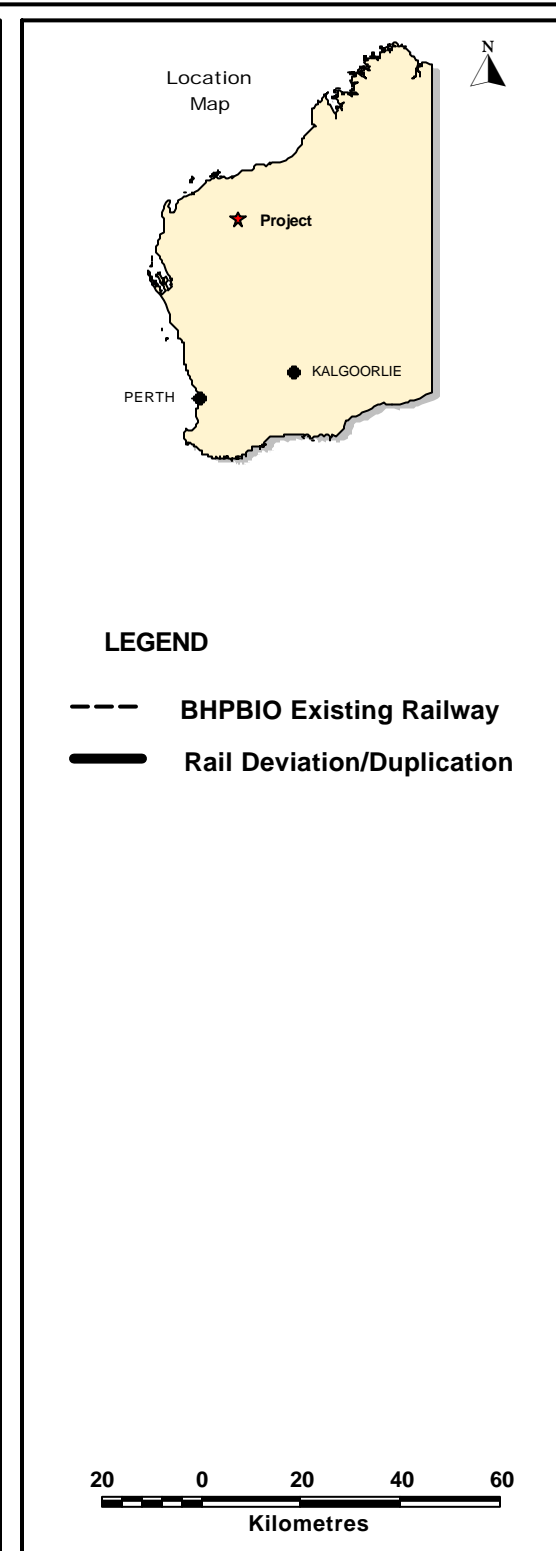 Location
Map
N
Project
KALGOORLIE
PERTH
LEGEND
BHPBIO Existing Railway
Rail Deviation/Duplication
20 0 20 40 60
Kilometres